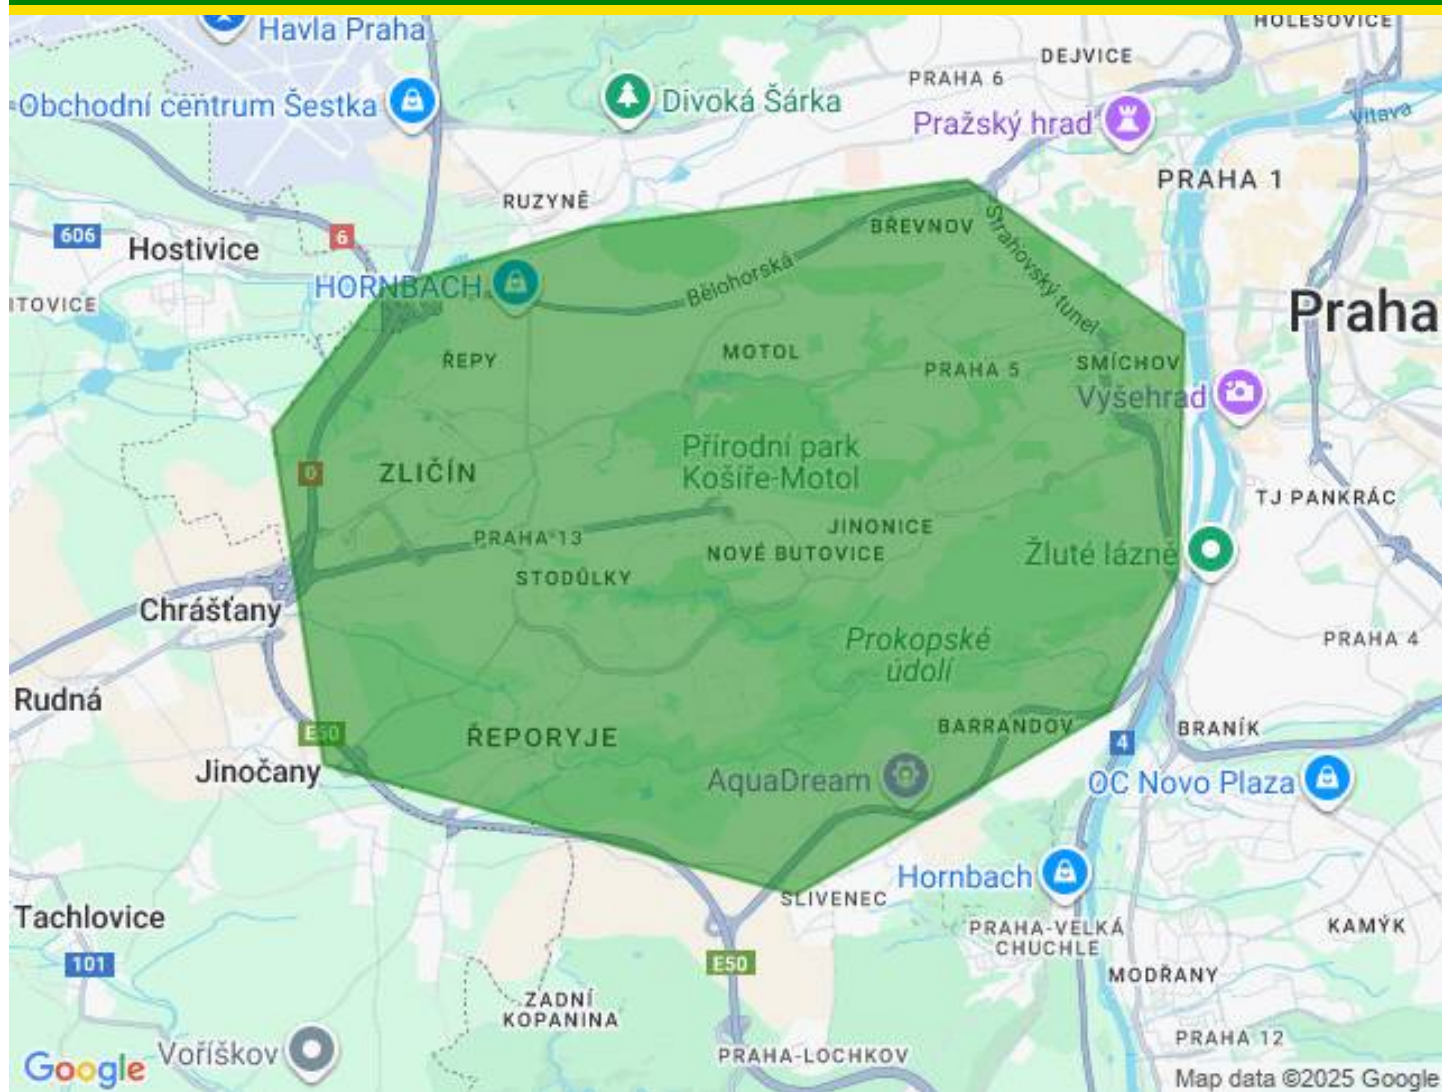 HOLEŠOVICE
Havla Praha
DEJVICE
PRAHA 6
Obchodní centrum Šestka
Divoká Šárka
Pražský hrad
Vltava
PRAHA 1
RUZYNĚ
BŘEVNOV
Strahovský tunel
606
6
Hostivice
Bělohorská
HORNBACH
ITOVICE
Praha
ŘEPY
MOTOL
PRAHA 5
SMÍCHOV
Vyšehrad
Přírodní park
Košíře-Motol
0
ZLIČÍN
TJ PANKRÁC
JINONICE
PRAHA 13
NOVÉ BUTOVICE
Žluté lázně
STODŮLKY
Chrášťany
Prokopské
údolí
PRAHA 4
Rudná
E50
ŘEPORYJE
BARRANDOV
4
BRANÍK
Jinočany
AquaDream
OC Novo Plaza
Hornbach
SLIVENEC
Tachlovice
PRAHA-VELKÁ
CHUCHLE
KAMÝK
101
E50
MODŘANY
ZADNÍ
KOPANINA
Voříškov
PRAHA-LOCHKOV
PRAHA 12
Google
Map data ©2025 Google